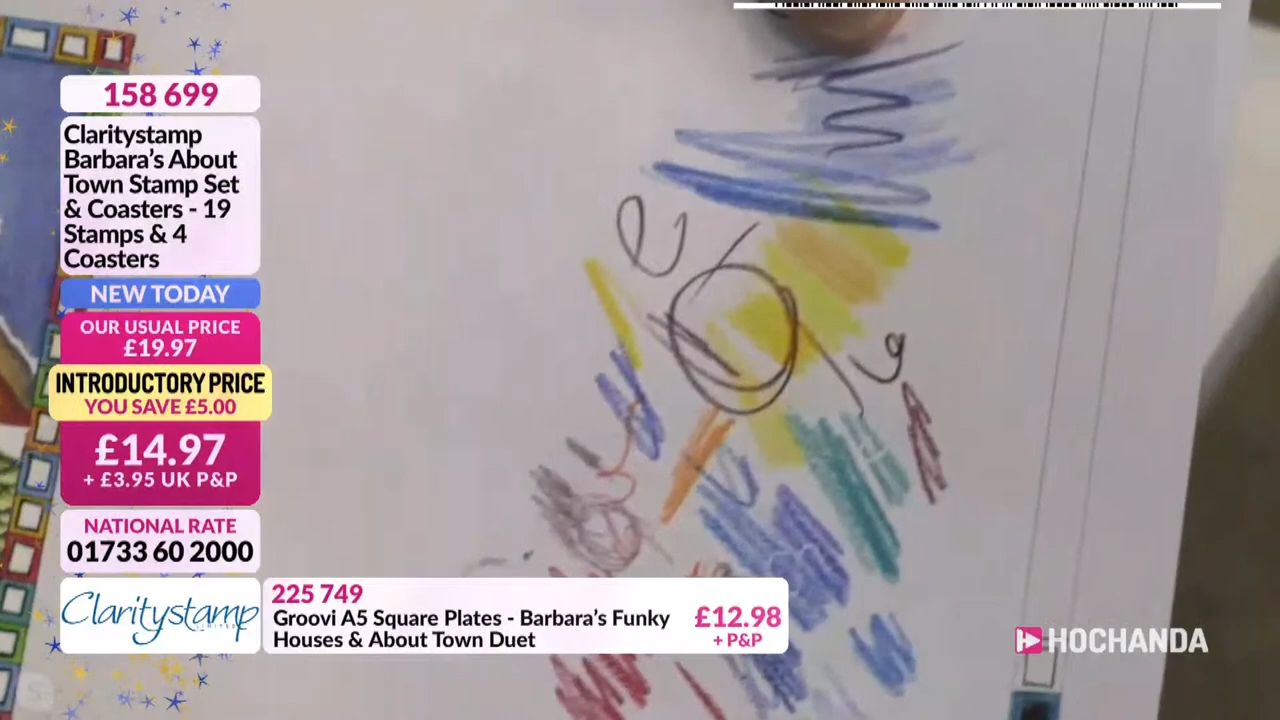 158 699
Claritystamp
Barbara's About
Town Stamp Set
& Coasters - 19
Stamps & 4
Coasters
NEW TODAY
OUR USUAL PRICE
£19.97
INTRODUCTORY PRICE
YOU SAVE £5.00
£14.97
+ £3.95 UK P&P
NATIONAL RATE
01733 60 2000
Claritystamp
LIMITED
225 749
Groovi A5 Square Plates - Barbara's Funky
Houses & About Town Duet
£12.98
+ P&P
HOCHANDA